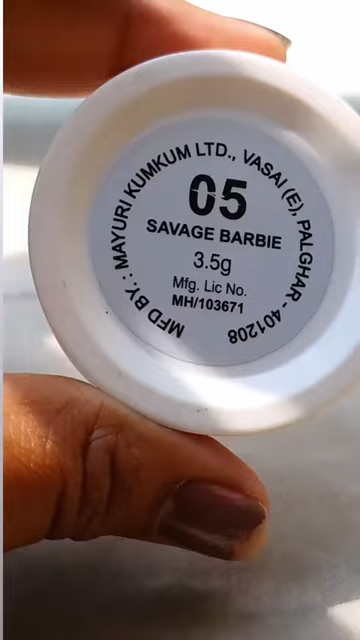 MFD BY. : MAYURI KUMKUM LTD., VASAI (E), PALGHAR - 401208
05
SAVAGE BARBIE
3.5g
Mfg. Lic No.
MH/103671